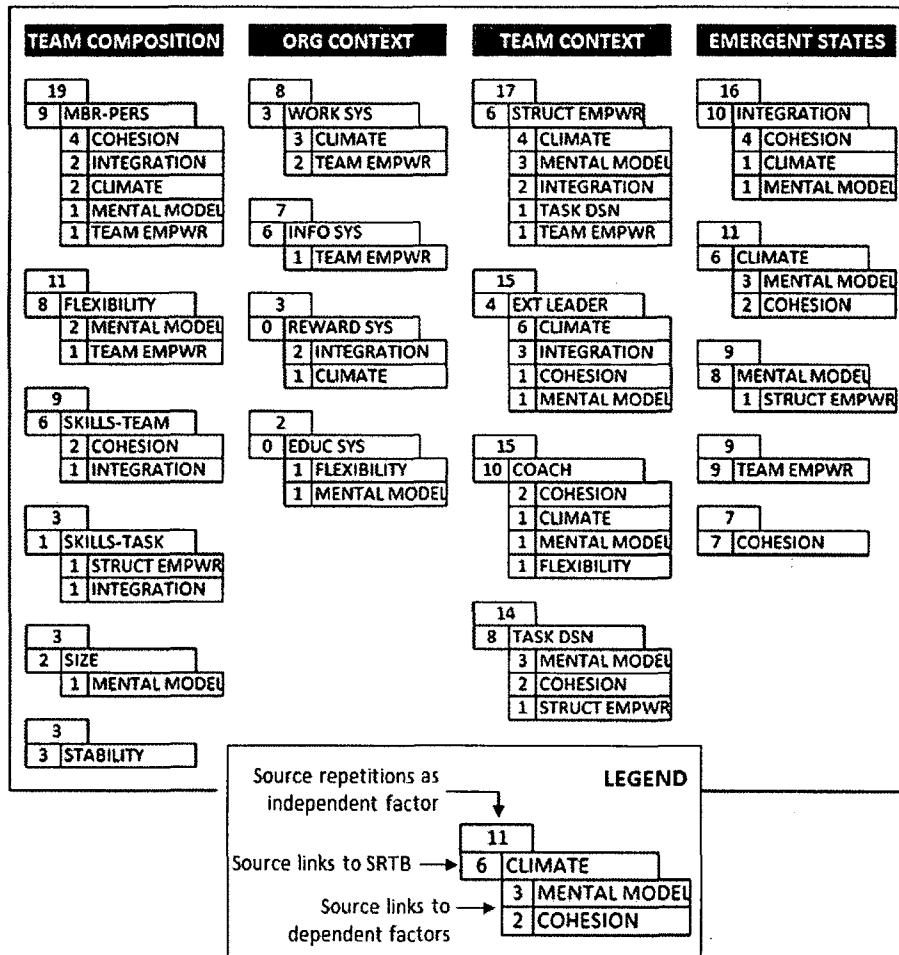 TEAM COMPOSITION
19
9 MBR-PERS
4 COHESION
2 INTEGRATION
2 CLIMATE
1 MENTAL MODEL
1 TEAM EMPWR
11
8 FLEXIBILITY
2 MENTAL MODEL
1 TEAM EMPWR
9
6 SKILLS-TEAM
2 COHESION
1 INTEGRATION
3
1 SKILLS-TASK
1 STRUCT EMPWR
1 INTEGRATION
3
2 SIZE
1 MENTAL MODEL
3
3 STABILITY
ORG CONTEXT
8
3 WORK SYS
3 CLIMATE
2 TEAM EMPWR
7
6 INFO SYS
1 TEAM EMPWR
3
0 REWARD SYS
2 INTEGRATION
1 CLIMATE
2
0 EDUC SYS
1 FLEXIBILITY
1 MENTAL MODEL
TEAM CONTEXT
17
6 STRUCT EMPWR
4 CLIMATE
3 MENTAL MODEL
2 INTEGRATION
1 TASK DSN
1 TEAM EMPWR
15
4 EXT LEADER
6 CLIMATE
3 INTEGRATION
1 COHESION
1 MENTAL MODEL
15
10 COACH
2 COHESION
1 CLIMATE
1 MENTAL MODEL
1 FLEXIBILITY
14
8 TASK DSN
3 MENTAL MODEL
2 COHESION
1 STRUCT EMPWR
EMERGENT STATES
16
10 INTEGRATION
4 COHESION
1 CLIMATE
1 MENTAL MODEL
11
6 CLIMATE
3 MENTAL MODEL
2 COHESION
9
8 MENTAL MODEL
1 STRUCT EMPWR
9
9 TEAM EMPWR
7
7 COHESION
LEGEND
Source repetitions as
independent factor
11
Source links to SRTB
6 CLIMATE
3 MENTAL MODEL
Source links to
dependent factors
2 COHESION